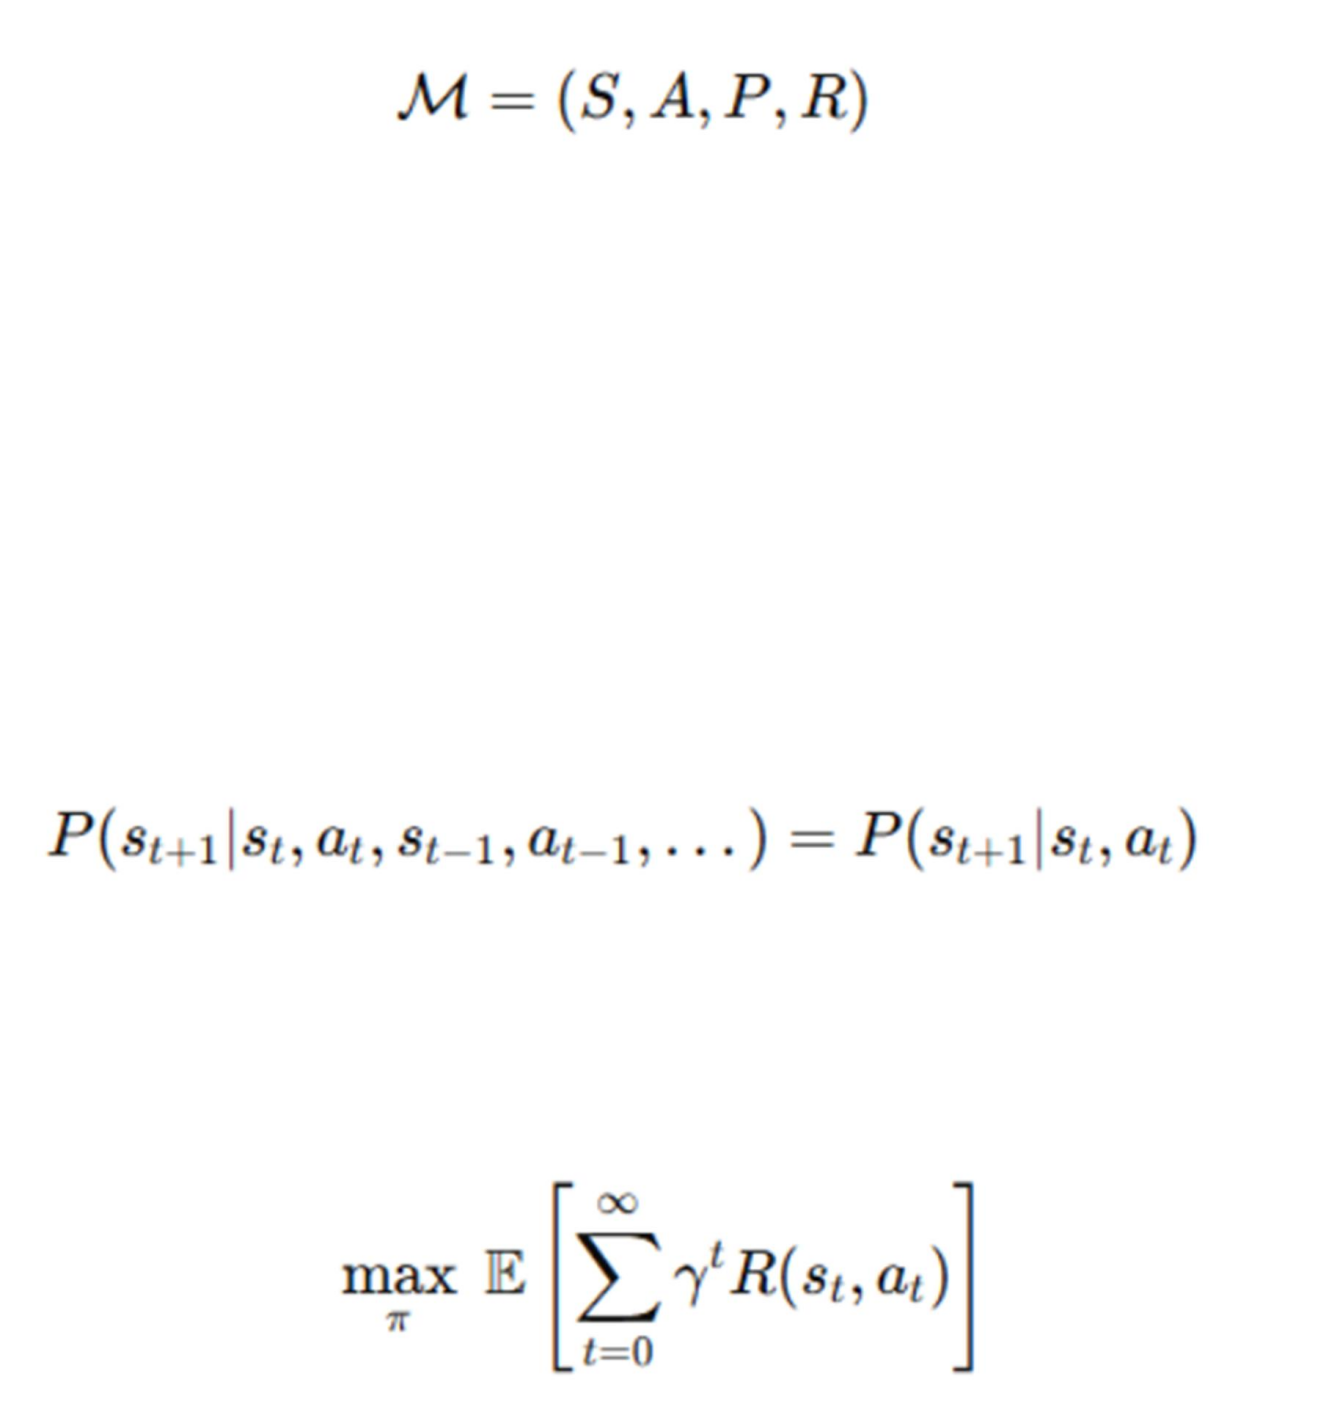 ℳ = (S, A, P, R)
P(s_{t+1}|s_t, a_t, s_{t−1}, a_{t−1}, …) = P(s_{t+1}|s_t, a_t)
max_π 𝔼 [∑_{t=0}^{∞} γ^t R(s_t, a_t)]